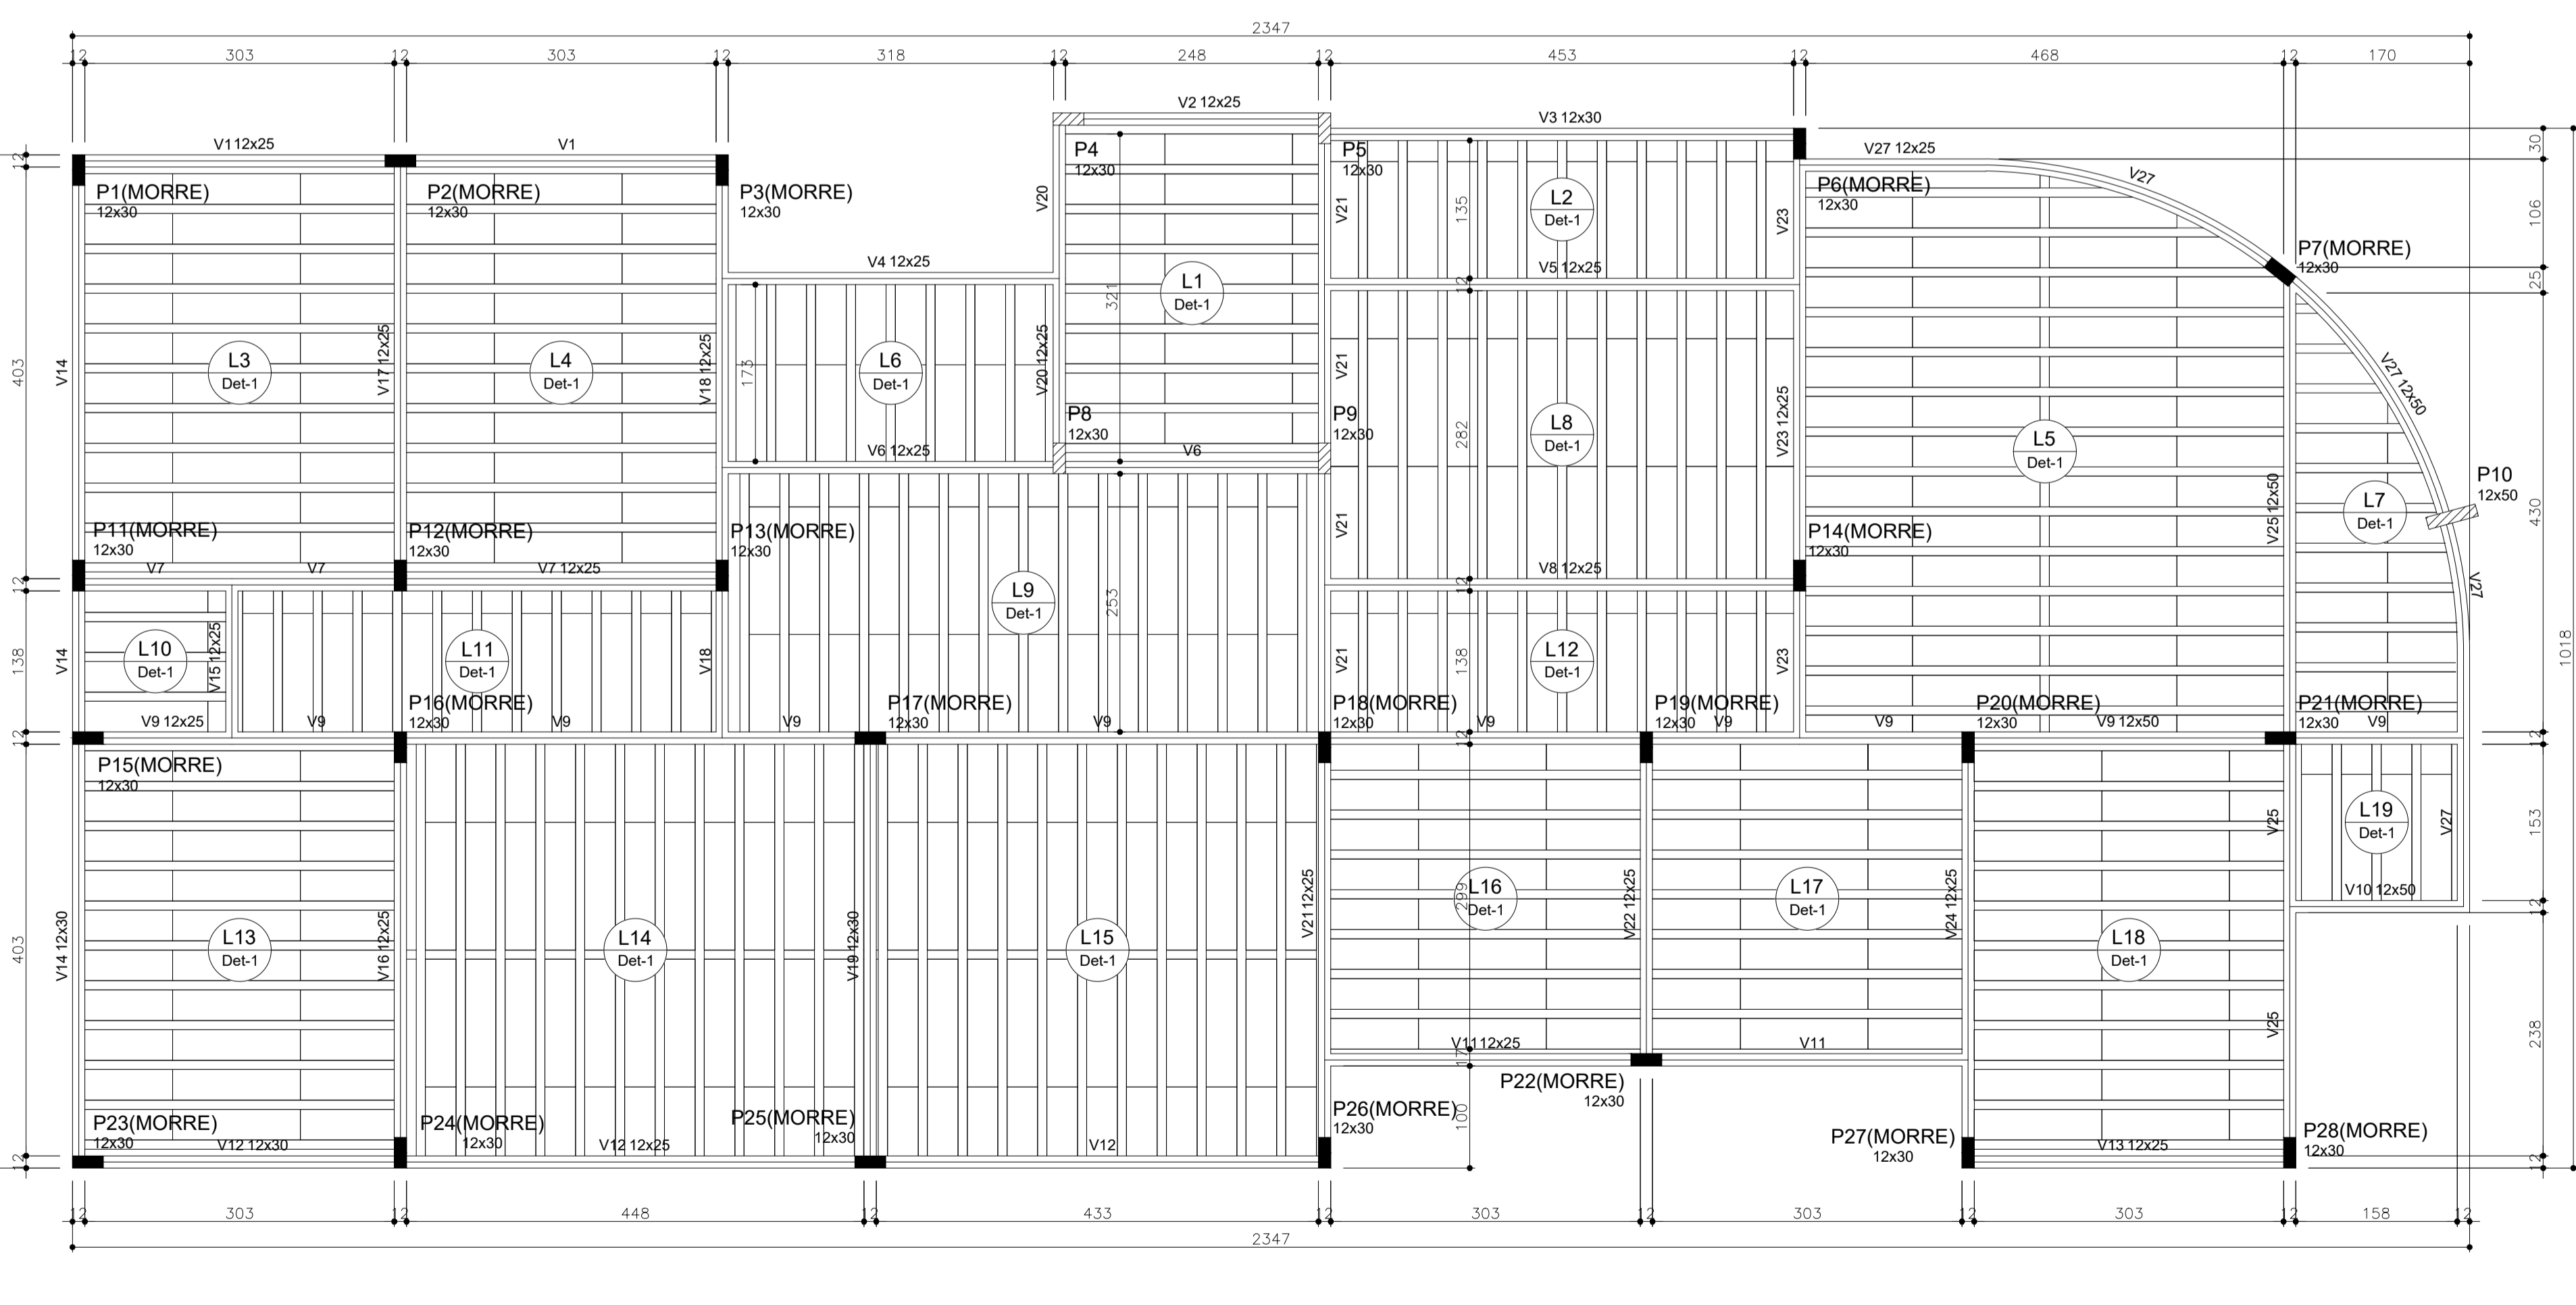 2347
12 303 12 303 12 318 12 248 12 453 12 468 12 170
V2 12x25
V3 12x30
V1 12x25
V1
V27 12x25
V27
P4
12x30
P5
12x30
P1(MORRE)
12x30
P2(MORRE)
12x30
P3(MORRE)
12x30
P6(MORRE)
12x30
V20
V21
135
L2
Det-1
V23
12
30
106
P7(MORRE)
12x30
V4 12x25
V5 12x25
25
L1
Det-1
321
12
403
V14
L3
Det-1
V17 12x25
L4
Det-1
V18 12x25
173
L6
Det-1
V20 12x25
V21
V27 12x50
P8
12x30
P9
12x30
282
L8
Det-1
V23 12x25
L5
Det-1
V6 12x25
V6
P10
12x50
V25 12x50
L7
Det-1
430
P11(MORRE)
12x30
P12(MORRE)
12x30
P13(MORRE)
12x30
V21
P14(MORRE)
12x30
V7
V7
V7 12x25
V8 12x25
12
12
V27
L9
Det-1
253
138
V14
L10
Det-1
V15 12x25
L11
Det-1
V18
V21
138
L12
Det-1
V23
1018
P16(MORRE)
12x30
P17(MORRE)
12x30
P18(MORRE)
12x30
P19(MORRE)
12x30
P20(MORRE)
12x30
P21(MORRE)
12x30
V9 12x25
V9
V9
V9
V9
V9
V9
V9
V9 12x50
V9
12
12
12
P15(MORRE)
12x30
V25
L19
Det-1
V27
153
V10 12x50
12
403
V14 12x30
L13
Det-1
V16 12x25
L14
Det-1
V19 12x30
L15
Det-1
V21 12x25
299
L16
Det-1
V22 12x25
L17
Det-1
V24 12x25
L18
Det-1
V25
238
V11 12x25
V11
17
P22(MORRE)
12x30
P23(MORRE)
12x30
P24(MORRE)
12x30
P25(MORRE)
12x30
P26(MORRE)
12x30
100
P27(MORRE)
12x30
P28(MORRE)
12x30
V12 12x30
V12 12x25
V12
V13 12x25
12
12
12 303 12 448 12 433 12 303 12 303 12 303 12 158 12
2347